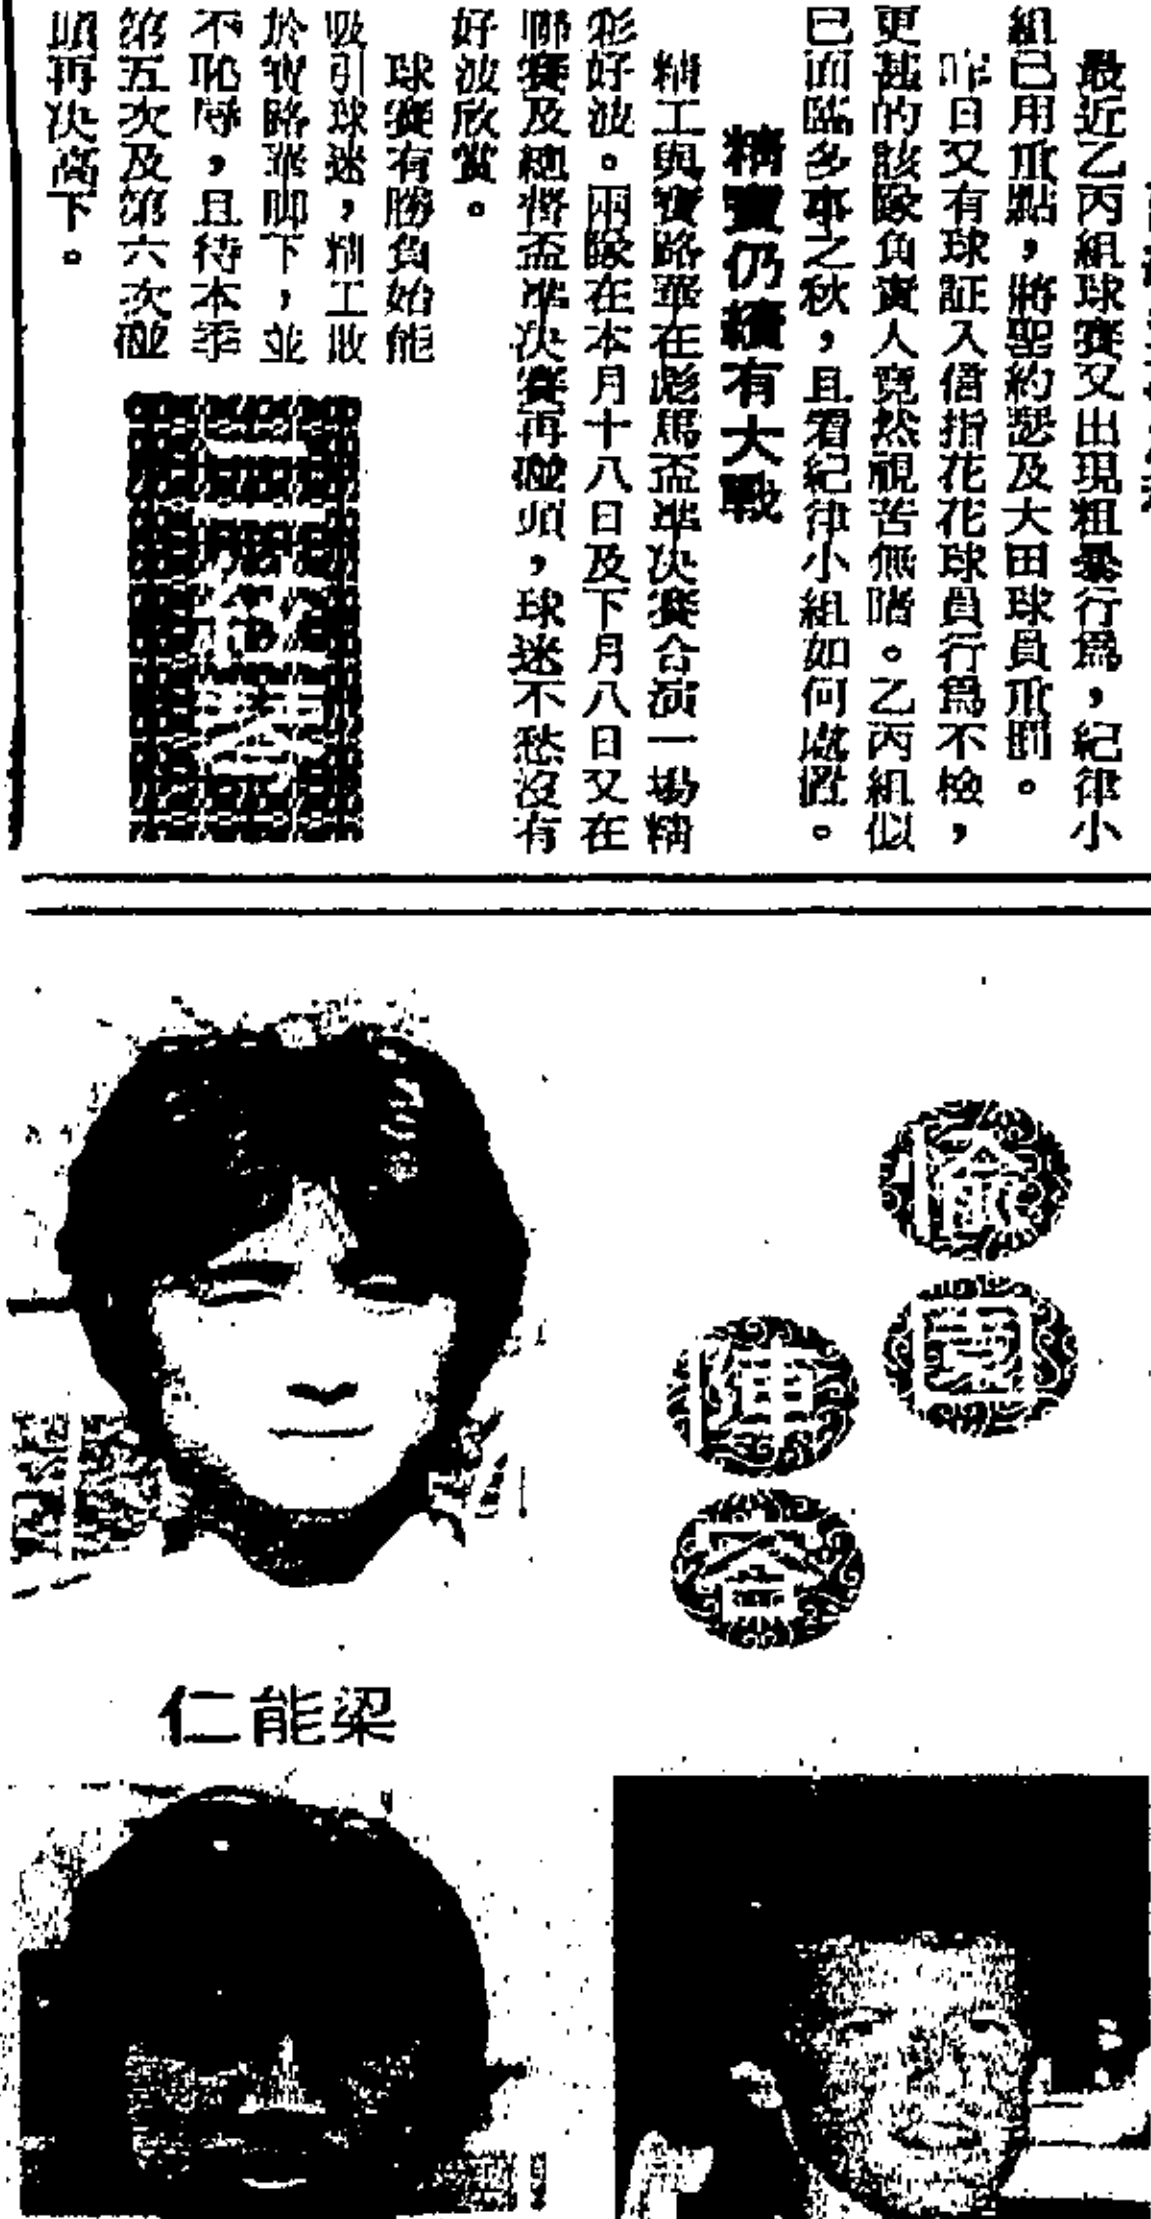 最近乙丙組球賽又出現粗暴行爲，紀律小
組已用重點，將聖約瑟及大田球員重罰。
昨日又有球証入信指花花球員行爲不檢，
更甚的該隊負責人竟然視若無睹。乙丙組似
已面臨多事之秋，且看紀律小組如何處置。
精寶仍續有大戰
精工與寶路華在彪馬盃準決賽合演一場精
彩好波。兩隊在本月十八日及下月八日又在
聯賽及總督盃準決賽再碰頭，球迷不愁沒有
好波欣賞。
球賽有勝負始能
吸引球迷，精工敗
於寶路華脚下，並
不恥辱，且待本季
第五次及第六次碰
頭再決高下。
陣容
梁能仁